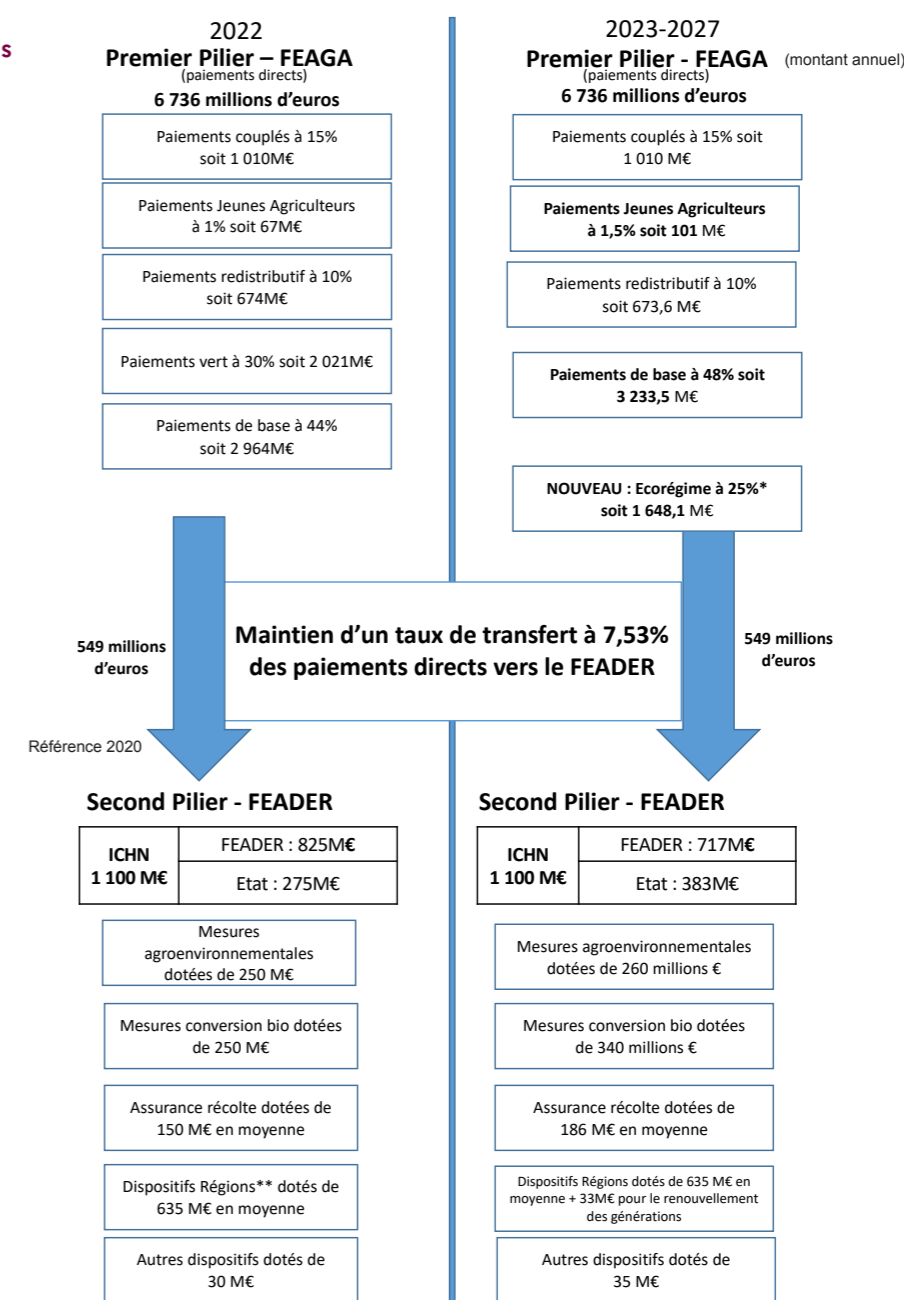 s
2022
Premier Pilier – FEAGA
(paiements directs)
6 736 millions d'euros
Paiements couplés à 15%
soit 1 010M€
Paiements Jeunes Agriculteurs
à 1% soit 67M€
Paiements redistributif à 10%
soit 674M€
Paiements vert à 30% soit 2 021M€
Paiements de base à 44%
soit 2 964M€
2023-2027
Premier Pilier - FEAGA (montant annuel)
(paiements directs)
6 736 millions d'euros
Paiements couplés à 15% soit
1 010 M€
Paiements Jeunes Agriculteurs
à 1,5% soit 101 M€
Paiements redistributif à 10%
soit 673,6 M€
Paiements de base à 48% soit
3 233,5 M€
NOUVEAU : Ecorégime à 25%*
soit 1 648,1 M€
549 millions
d'euros
Maintien d'un taux de transfert à 7,53%
des paiements directs vers le FEADER
549 millions
d'euros
Référence 2020
Second Pilier - FEADER
ICHN
1 100 M€
FEADER : 825M€
Etat : 275M€
Mesures
agroenvironnementales
dotées de 250 M€
Mesures conversion bio dotées
de 250 M€
Assurance récolte dotées de
150 M€ en moyenne
Dispositifs Régions** dotés de
635 M€ en moyenne
Autres dispositifs dotés de
30 M€
Second Pilier - FEADER
ICHN
1 100 M€
FEADER : 717M€
Etat : 383M€
Mesures agroenvironnementales
dotées de 260 millions €
Mesures conversion bio dotées
de 340 millions €
Assurance récolte dotées de
186 M€ en moyenne
Dispositifs Régions dotés de 635 M€ en
moyenne + 33M€ pour le renouvellement
des générations
Autres dispositifs dotés de
35 M€